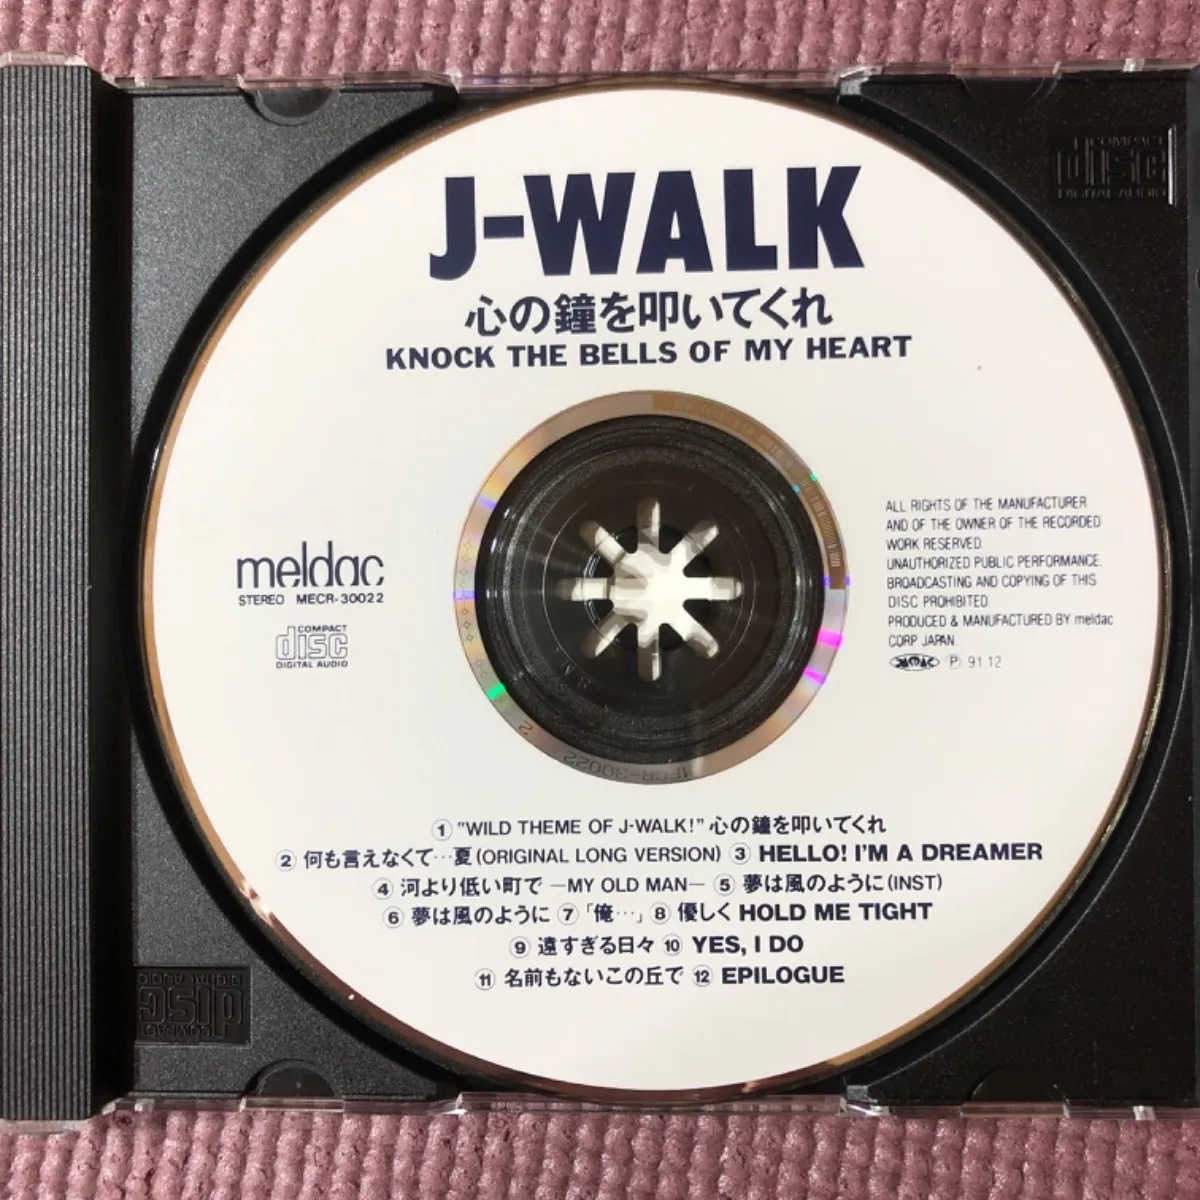 J-WALK
心の鐘を叩いてくれ
KNOCK THE BELLS OF MY HEART
meldac
STEREO MECR-30022
COMPACT
disc
DIGITAL AUDIO
ALL RIGHTS OF THE MANUFACTURER
AND OF THE OWNER OF THE RECORDED
WORK RESERVED.
UNAUTHORIZED PUBLIC PERFORMANCE,
BROADCASTING AND COPYING OF THIS
DISC PROHIBITED.
PRODUCED & MANUFACTURED BY meldac
CORP JAPAN
Ⓟ 91.12
① "WILD THEME OF J-WALK!" 心の鐘を叩いてくれ
② 何も言えなくて…夏 (ORIGINAL LONG VERSION) ③ HELLO! I'M A DREAMER
④ 河より低い町で —MY OLD MAN— ⑤ 夢は風のように (INST)
⑥ 夢は風のように ⑦ 「俺…」 ⑧ 優しく HOLD ME TIGHT
⑨ 遠すぎる日々 ⑩ YES, I DO
⑪ 名前もないこの丘で ⑫ EPILOGUE
COMPACT
disc
DIGITAL AUDIO
COMPACT
disc
DIGITAL AUDIO
MECR-30022